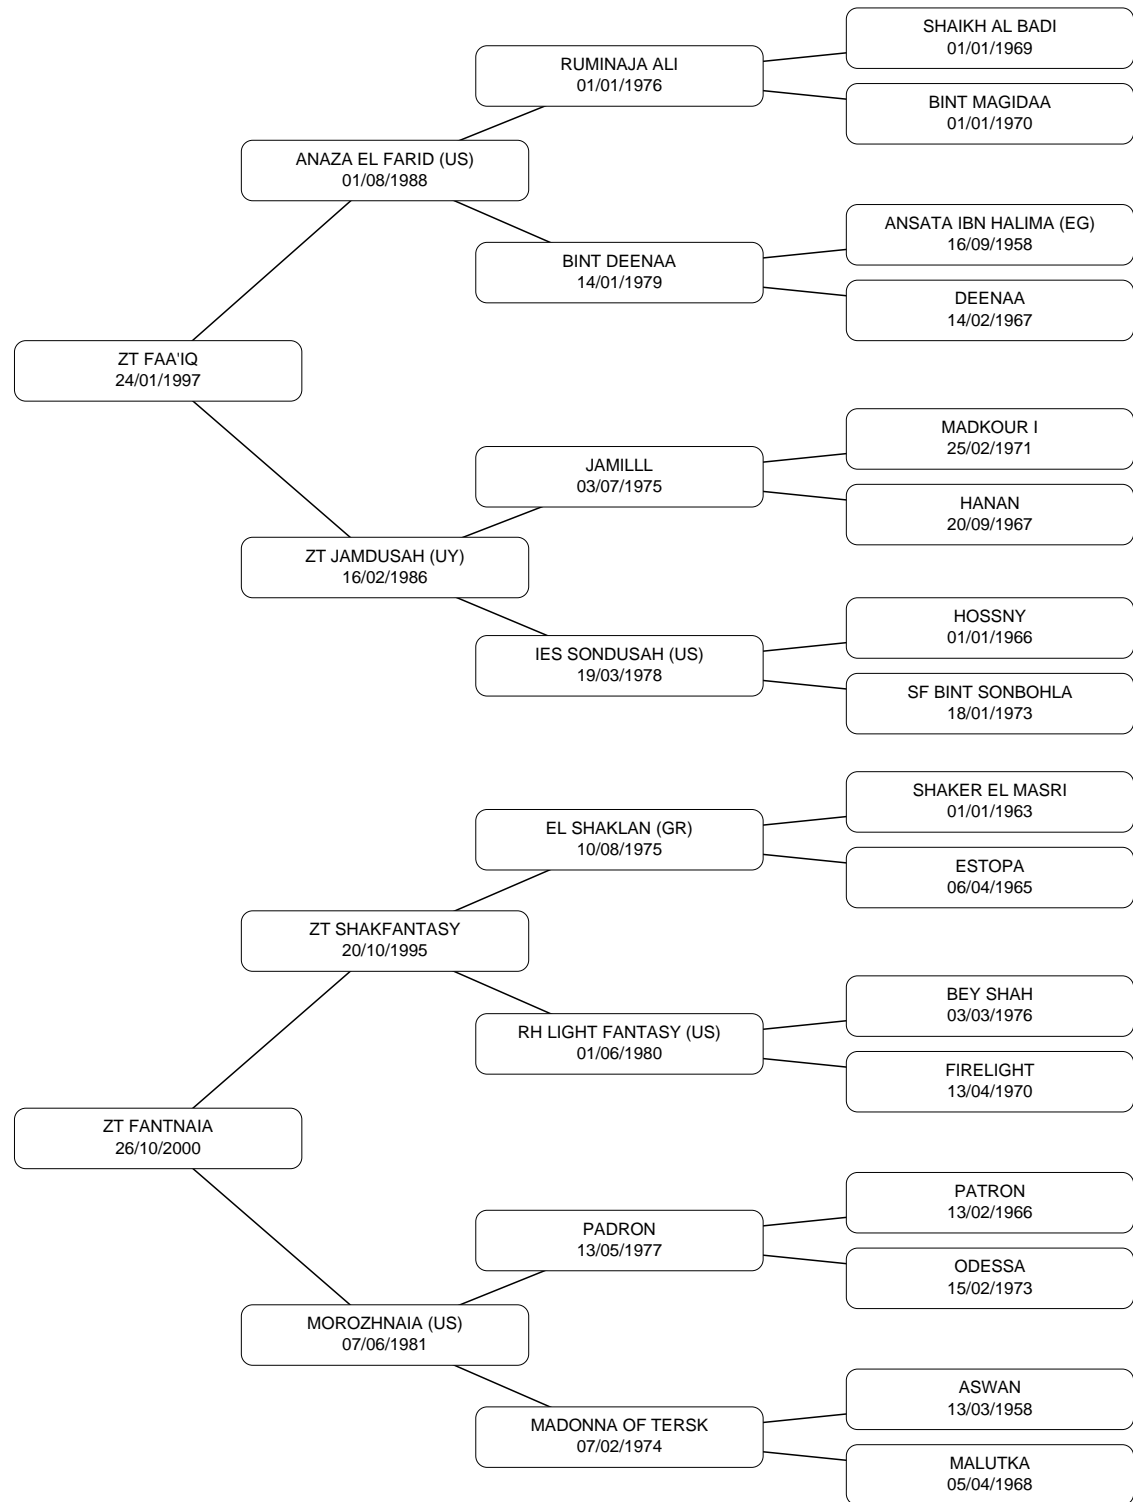 SHAIKH AL BADI
01/01/1969
RUMINAJA ALI
01/01/1976
BINT MAGIDAA
01/01/1970
ANAZA EL FARID (US)
01/08/1988
ANSATA IBN HALIMA (EG)
16/09/1958
BINT DEENAA
14/01/1979
DEENAA
14/02/1967
ZT FAA'IQ
24/01/1997
MADKOUR I
25/02/1971
JAMILLL
03/07/1975
HANAN
20/09/1967
ZT JAMDUSAH (UY)
16/02/1986
HOSSNY
01/01/1966
IES SONDUSAH (US)
19/03/1978
SF BINT SONBOHLA
18/01/1973
SHAKER EL MASRI
01/01/1963
EL SHAKLAN (GR)
10/08/1975
ESTOPA
06/04/1965
ZT SHAKFANTASY
20/10/1995
BEY SHAH
03/03/1976
RH LIGHT FANTASY (US)
01/06/1980
FIRELIGHT
13/04/1970
ZT FANTNAIA
26/10/2000
PATRON
13/02/1966
PADRON
13/05/1977
ODESSA
15/02/1973
MOROZHNAIA (US)
07/06/1981
ASWAN
13/03/1958
MADONNA OF TERSK
07/02/1974
MALUTKA
05/04/1968